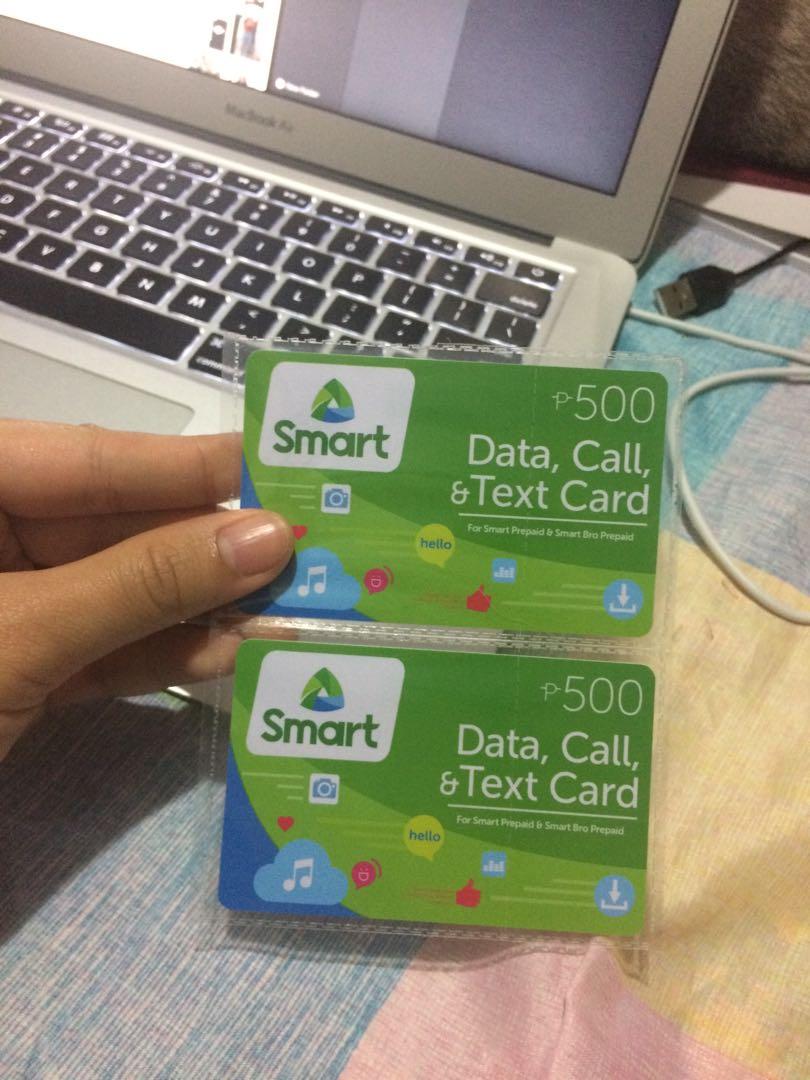 MacBook Air
E R T Y U I O P
D F G H J K L
C V B N M
delete
Smart
₱500
Data, Call,
& Text Card
For Smart Prepaid & Smart Bro Prepaid
hello
:D
Smart
₱500
Data, Call,
& Text Card
For Smart Prepaid & Smart Bro Prepaid
hello
:D